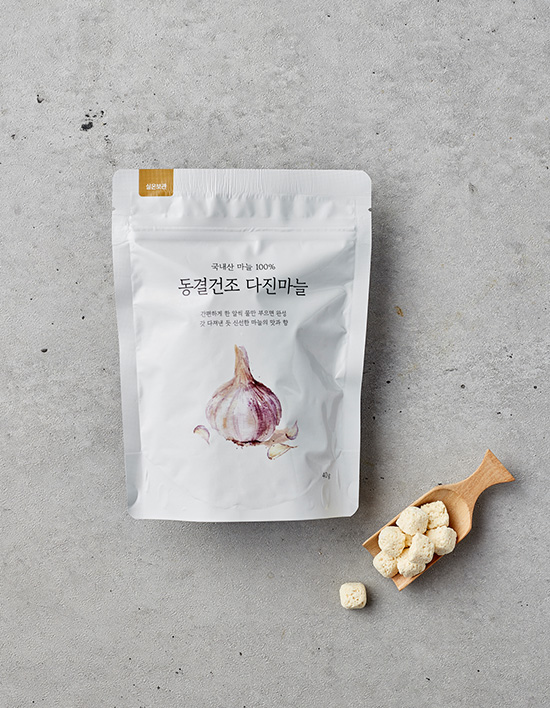 실온보관
국내산 마늘 100%
동결건조 다진마늘
간편하게 한 알씩 물만 부으면 완성
갓 다져낸 듯 신선한 마늘의 맛과 향
40g